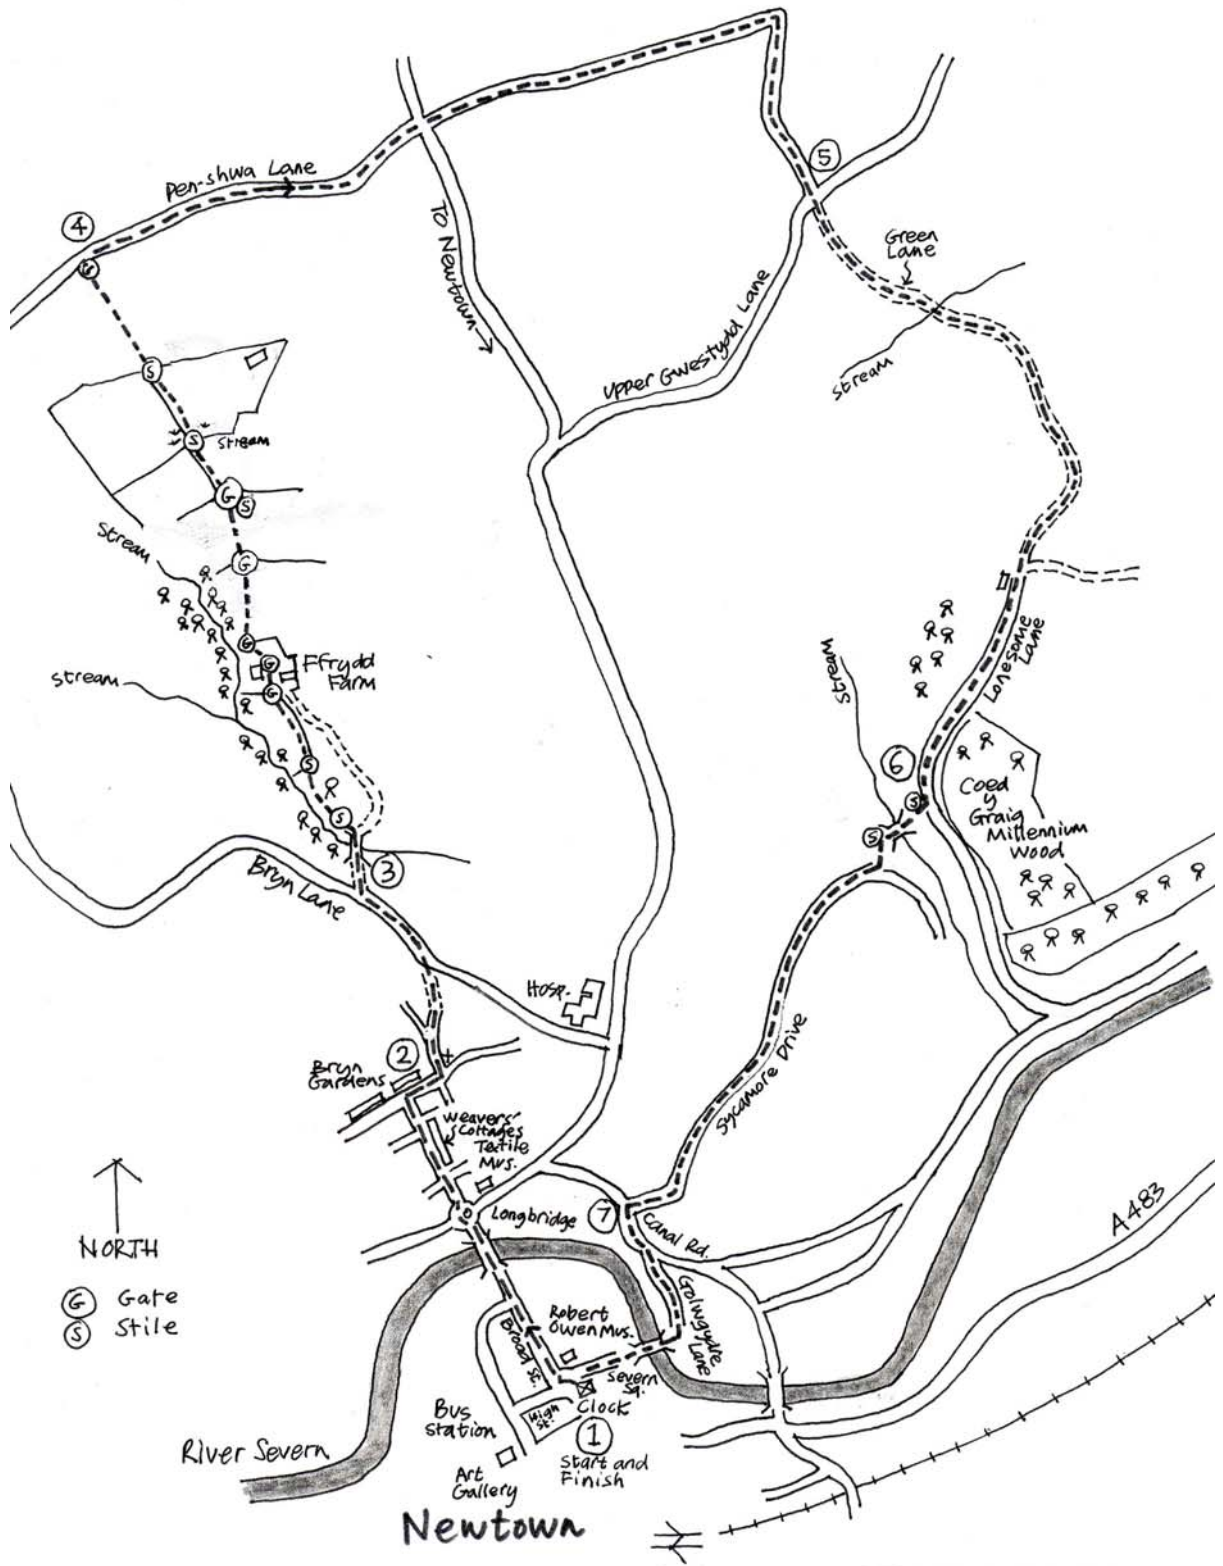 5
Pen-shwa Lane
4
S
TO Newtown
Green
Lane
Upper Gwestydd Lane
Stream
S
S
Stream
G
S
G
Stream
G
G
Ffrydd
Farm
G
Stream
S
S
Stream
Lonesome
Lane
6
S
S
Coed
y
Graig
Millennium
Wood
3
Bryn Lane
Hosp.
2
Bryn
Gardens
Weavers'
Cottages
Textile
Mus.
Sycamore Drive
Longbridge
7
Canal Rd.
A483
NORTH
G Gate
S Stile
Golwgydre
Lane
Robert
Owen Mus.
Broad St.
Severn
Sq.
High
St.
Clock
1
Start and
Finish
Bus
Station
Art
Gallery
River Severn
Newtown